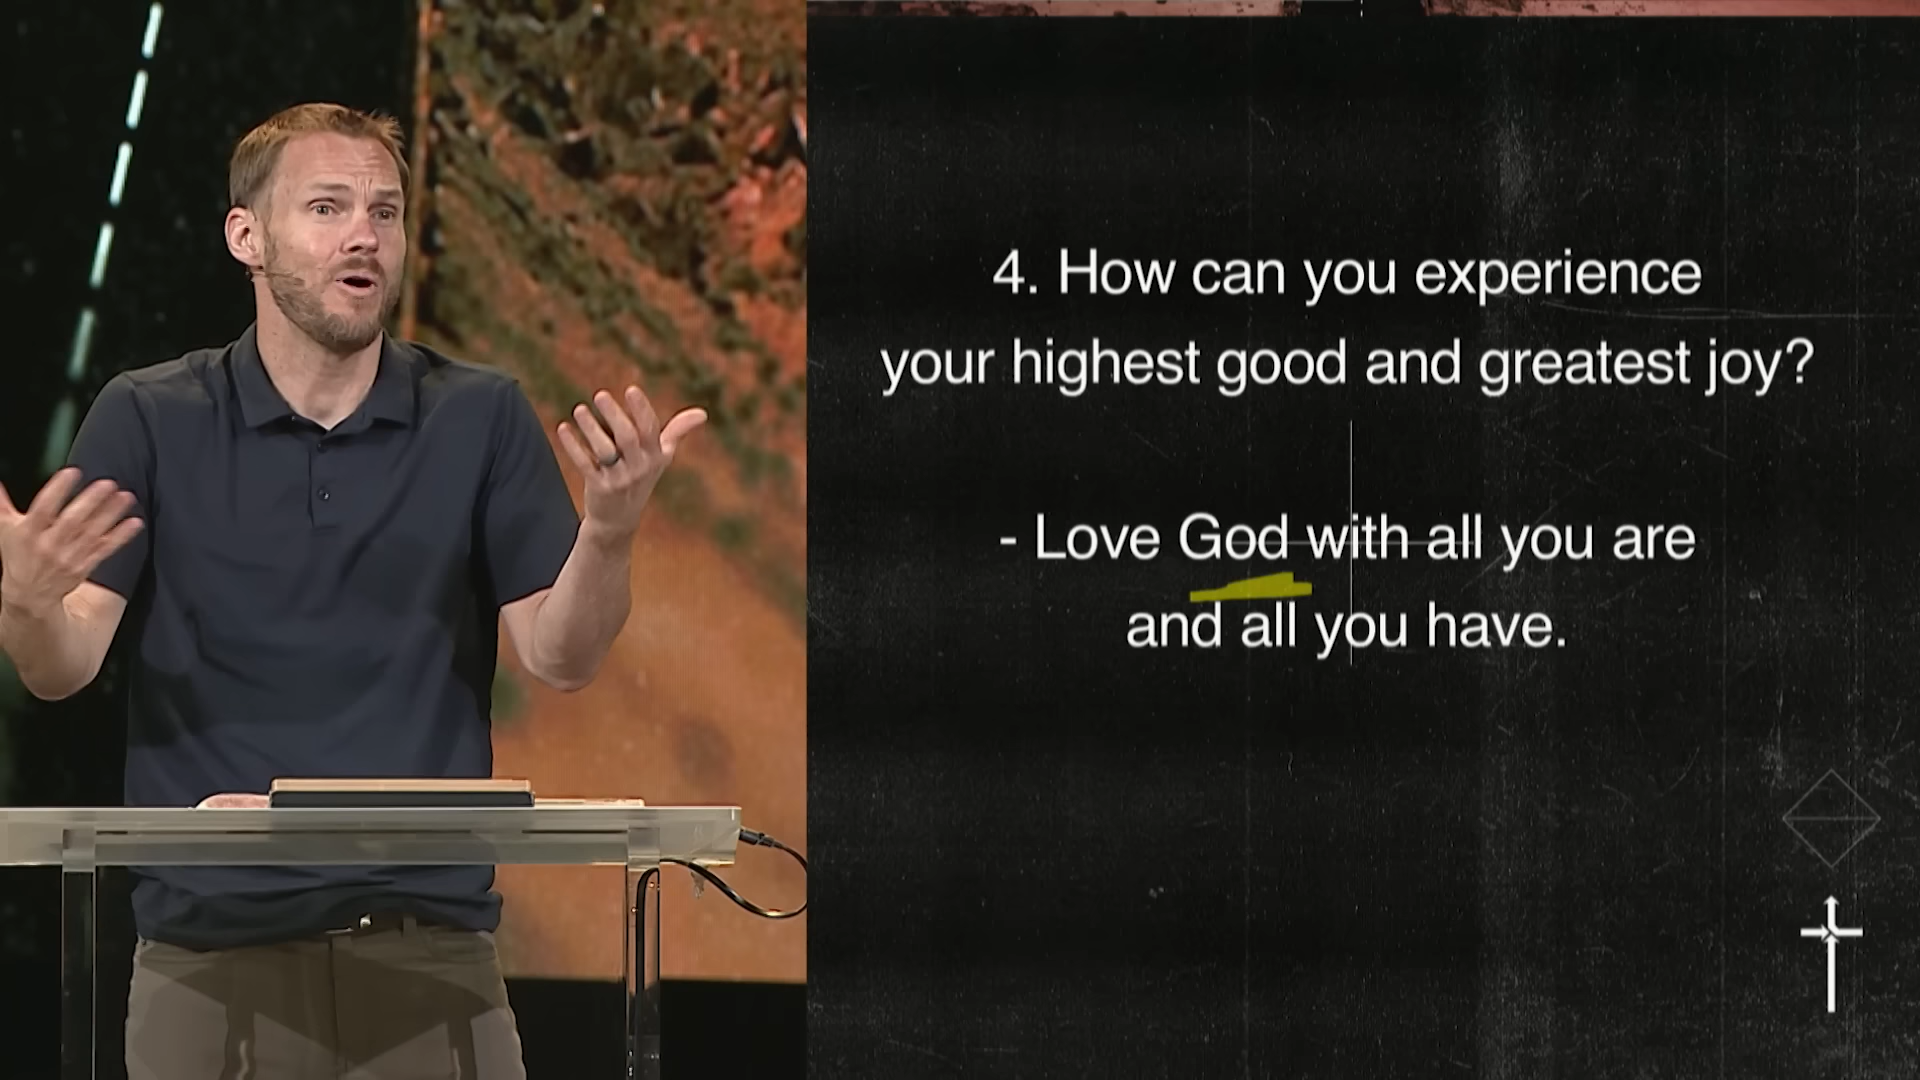 4. How can you experience
your highest good and greatest joy?
- Love God with all you are
and all you have.